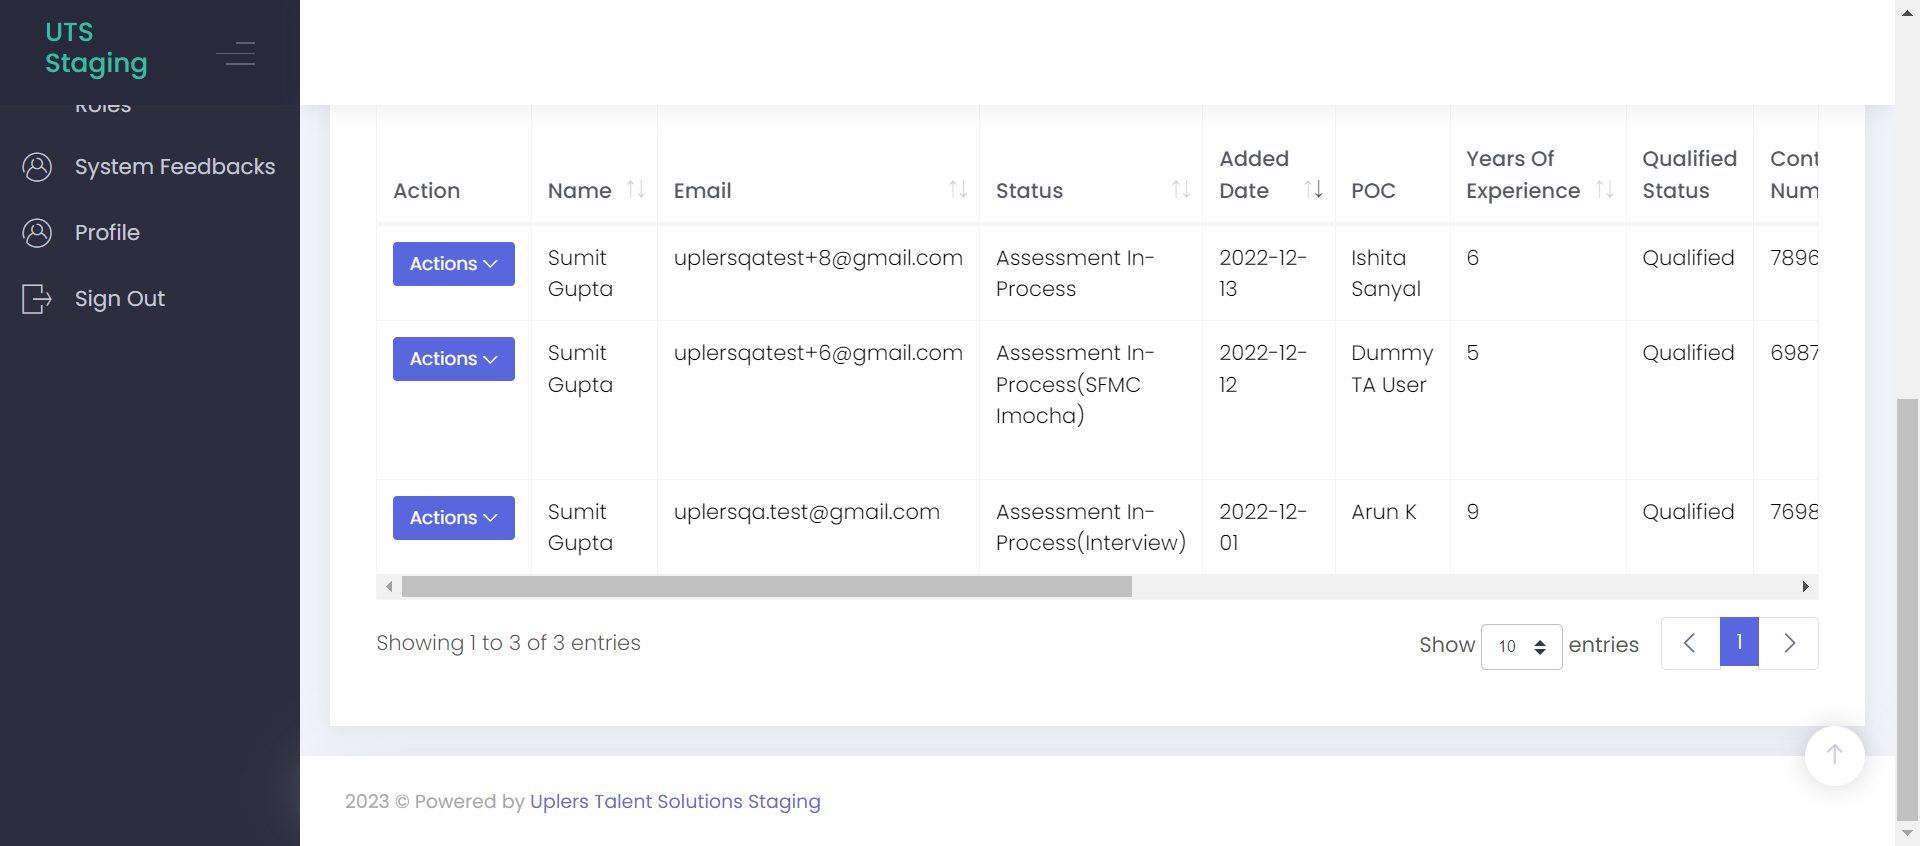 UTS
Staging
Roles
System Feedbacks
Profile
Sign Out
Action
Name
Email
Status
Added
Date
POC
Years Of
Experience
Qualified
Status
Cont
Num
Actions
Sumit
Gupta
uplersqatest+8@gmail.com
Assessment In-
Process
2022-12-
13
Ishita
Sanyal
6
Qualified
7896
Actions
Sumit
Gupta
uplersqatest+6@gmail.com
Assessment In-
Process(SFMC
Imocha)
2022-12-
12
Dummy
TA User
5
Qualified
6987
Actions
Sumit
Gupta
uplersqa.test@gmail.com
Assessment In-
Process(Interview)
2022-12-
01
Arun K
9
Qualified
7698
Showing 1 to 3 of 3 entries
Show 10 entries
1
2023 © Powered by Uplers Talent Solutions Staging